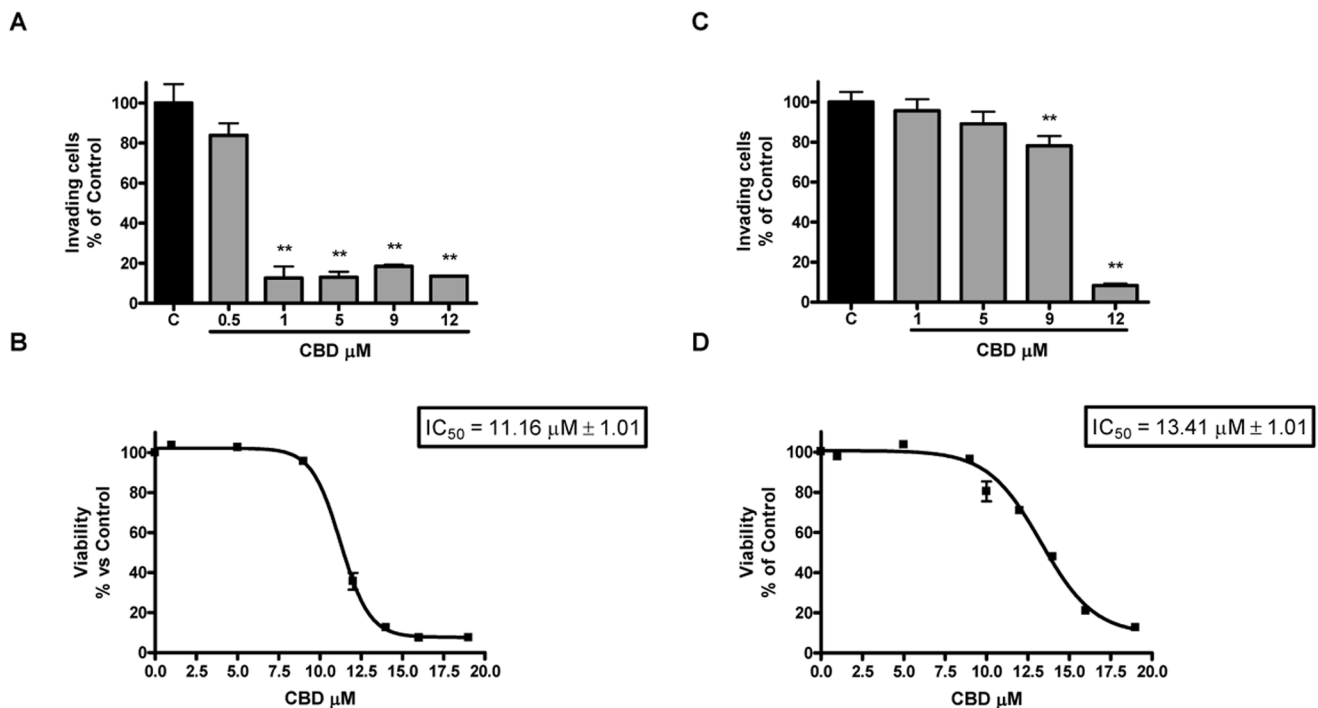 A
Invading cells
% of Control
100
80
60
40
20
0
** ** ** **
C 0.5 1 5 9 12
CBD μM
C
Invading cells
% of Control
100
80
60
40
20
0
** **
C 1 5 9 12
CBD μM
B
IC50 = 11.16 μM ± 1.01
Viability
% vs Control
100
80
60
40
20
0
0.0 2.5 5.0 7.5 10.0 12.5 15.0 17.5 20.0
CBD μM
D
IC50 = 13.41 μM ± 1.01
Viability
% of Control
100
80
60
40
20
0
0.0 2.5 5.0 7.5 10.0 12.5 15.0 17.5 20.0
CBD μM